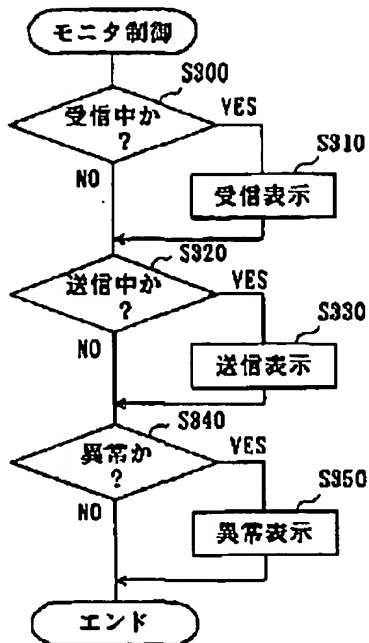 モニタ制御
S300
受信中か
?
YES
NO
S310
受信表示
S320
送信中か
?
YES
NO
S330
送信表示
S340
異常か
?
YES
NO
S350
異常表示
エンド